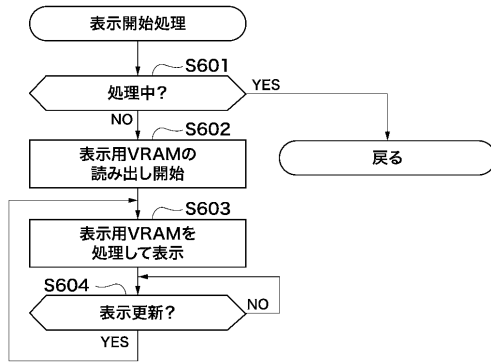 表示開始処理
S601
処理中?
YES
NO
S602
表示用VRAMの
読み出し開始
戻る
S603
表示用VRAMを
処理して表示
S604
表示更新?
NO
YES